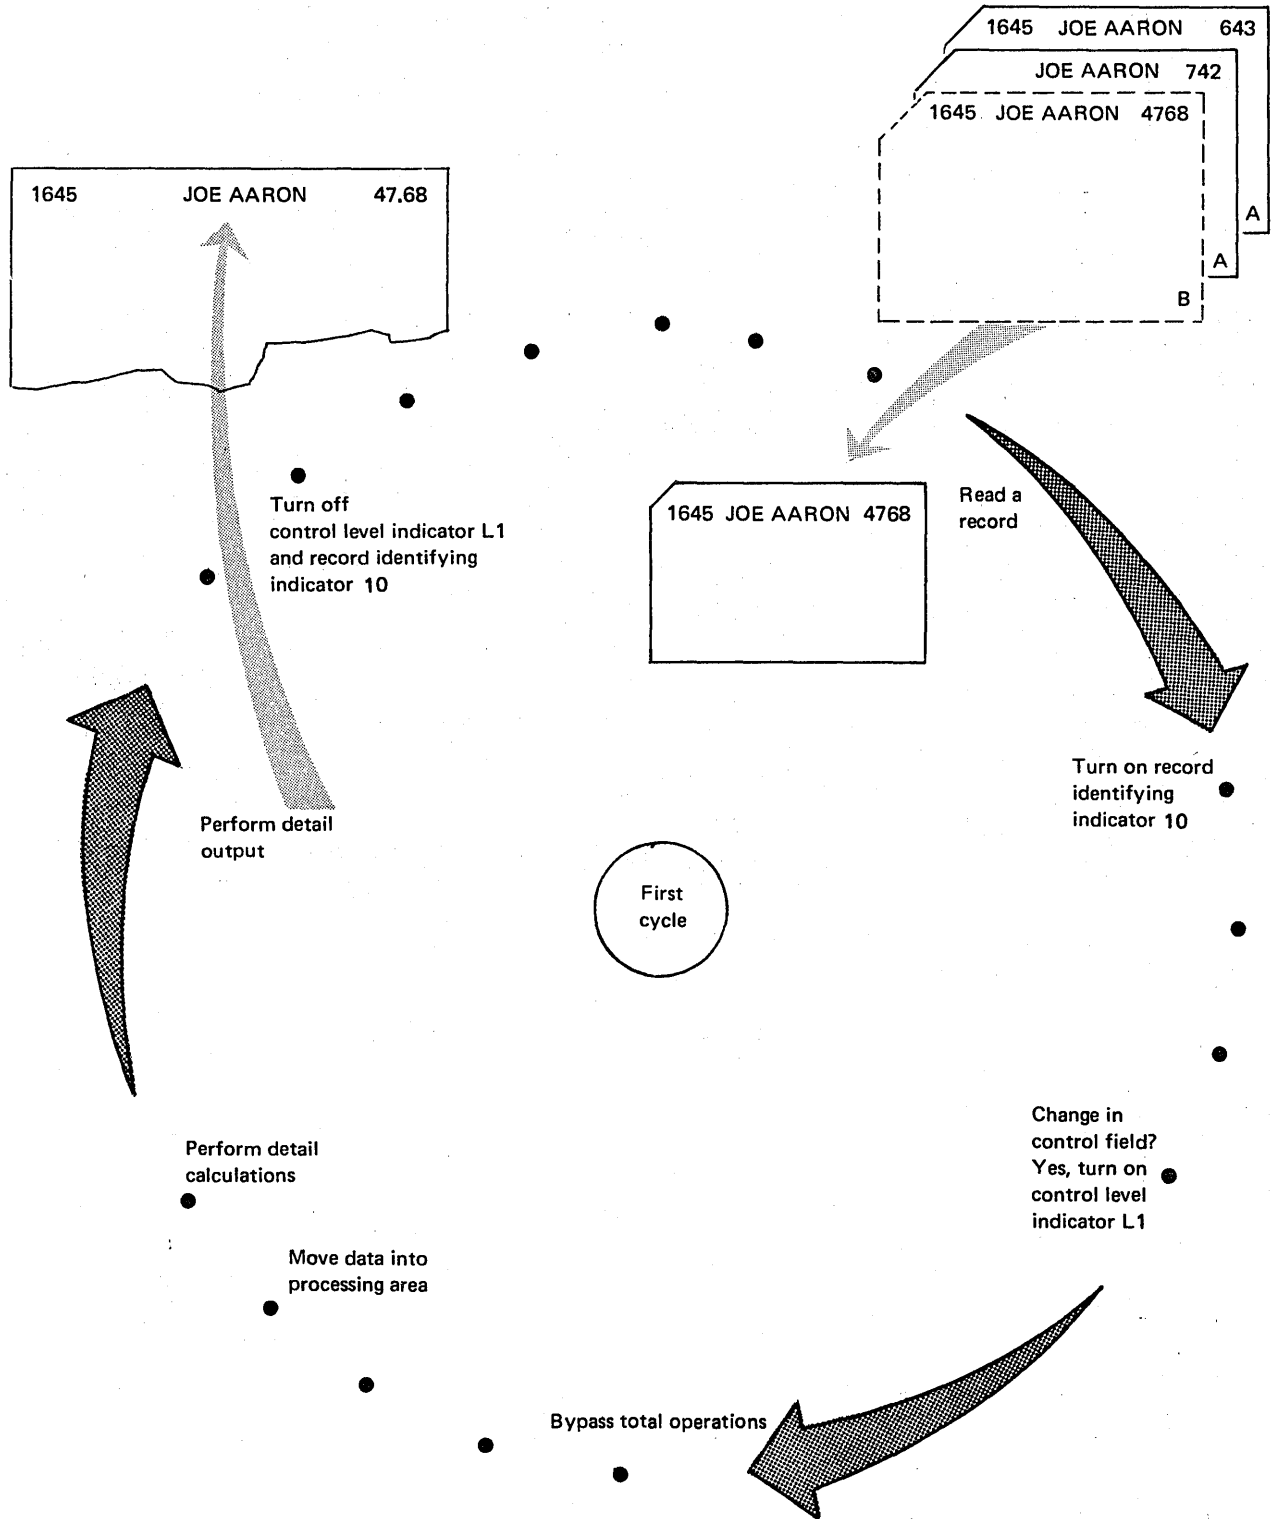 1645 JOE AARON 643
JOE AARON 742
1645 JOE AARON 4768
A
A
B
1645 JOE AARON 47.68
Turn off
control level indicator L1
and record identifying
indicator 10
1645 JOE AARON 4768
Read a
record
Turn on record
identifying
indicator 10
Perform detail
output
First
cycle
Change in
control field?
Yes, turn on
control level
indicator L1
Perform detail
calculations
Move data into
processing area
Bypass total operations